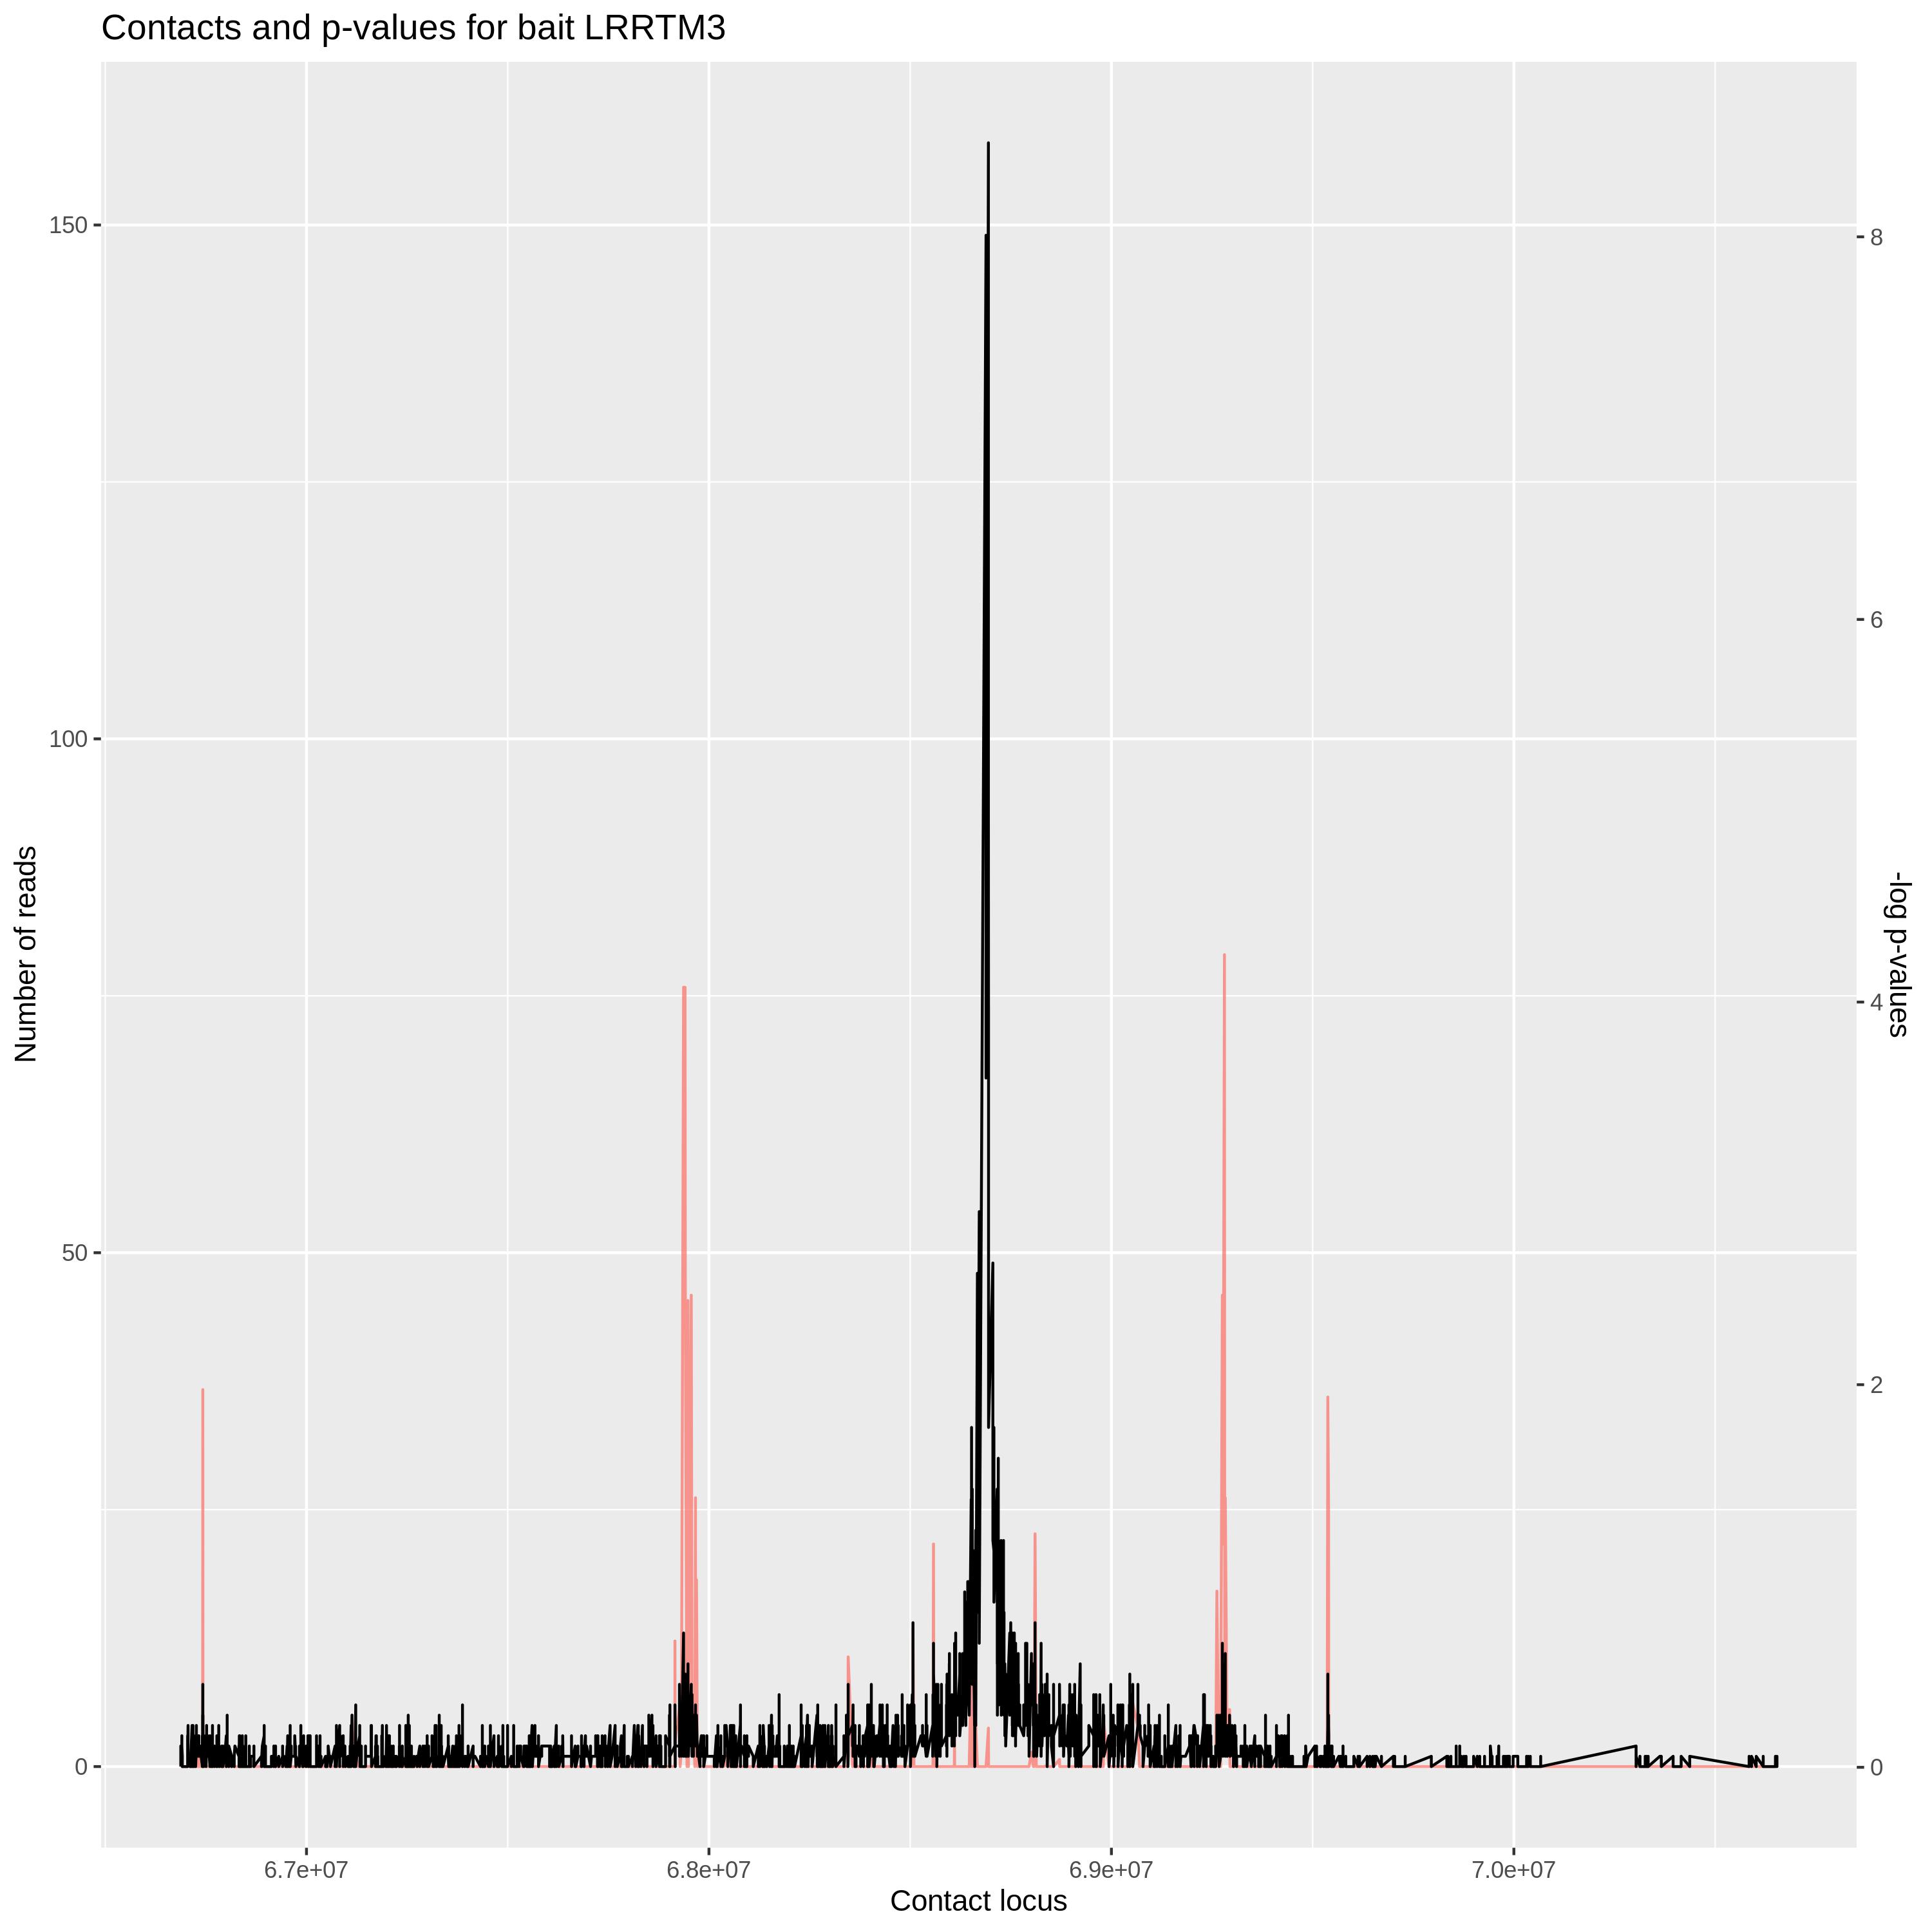 Contacts and p-values for bait LRRTM3
Number of reads
150
100
50
0
8
6
4
2
0
-log p-values
6.7e+07 6.8e+07 6.9e+07 7.0e+07
Contact locus